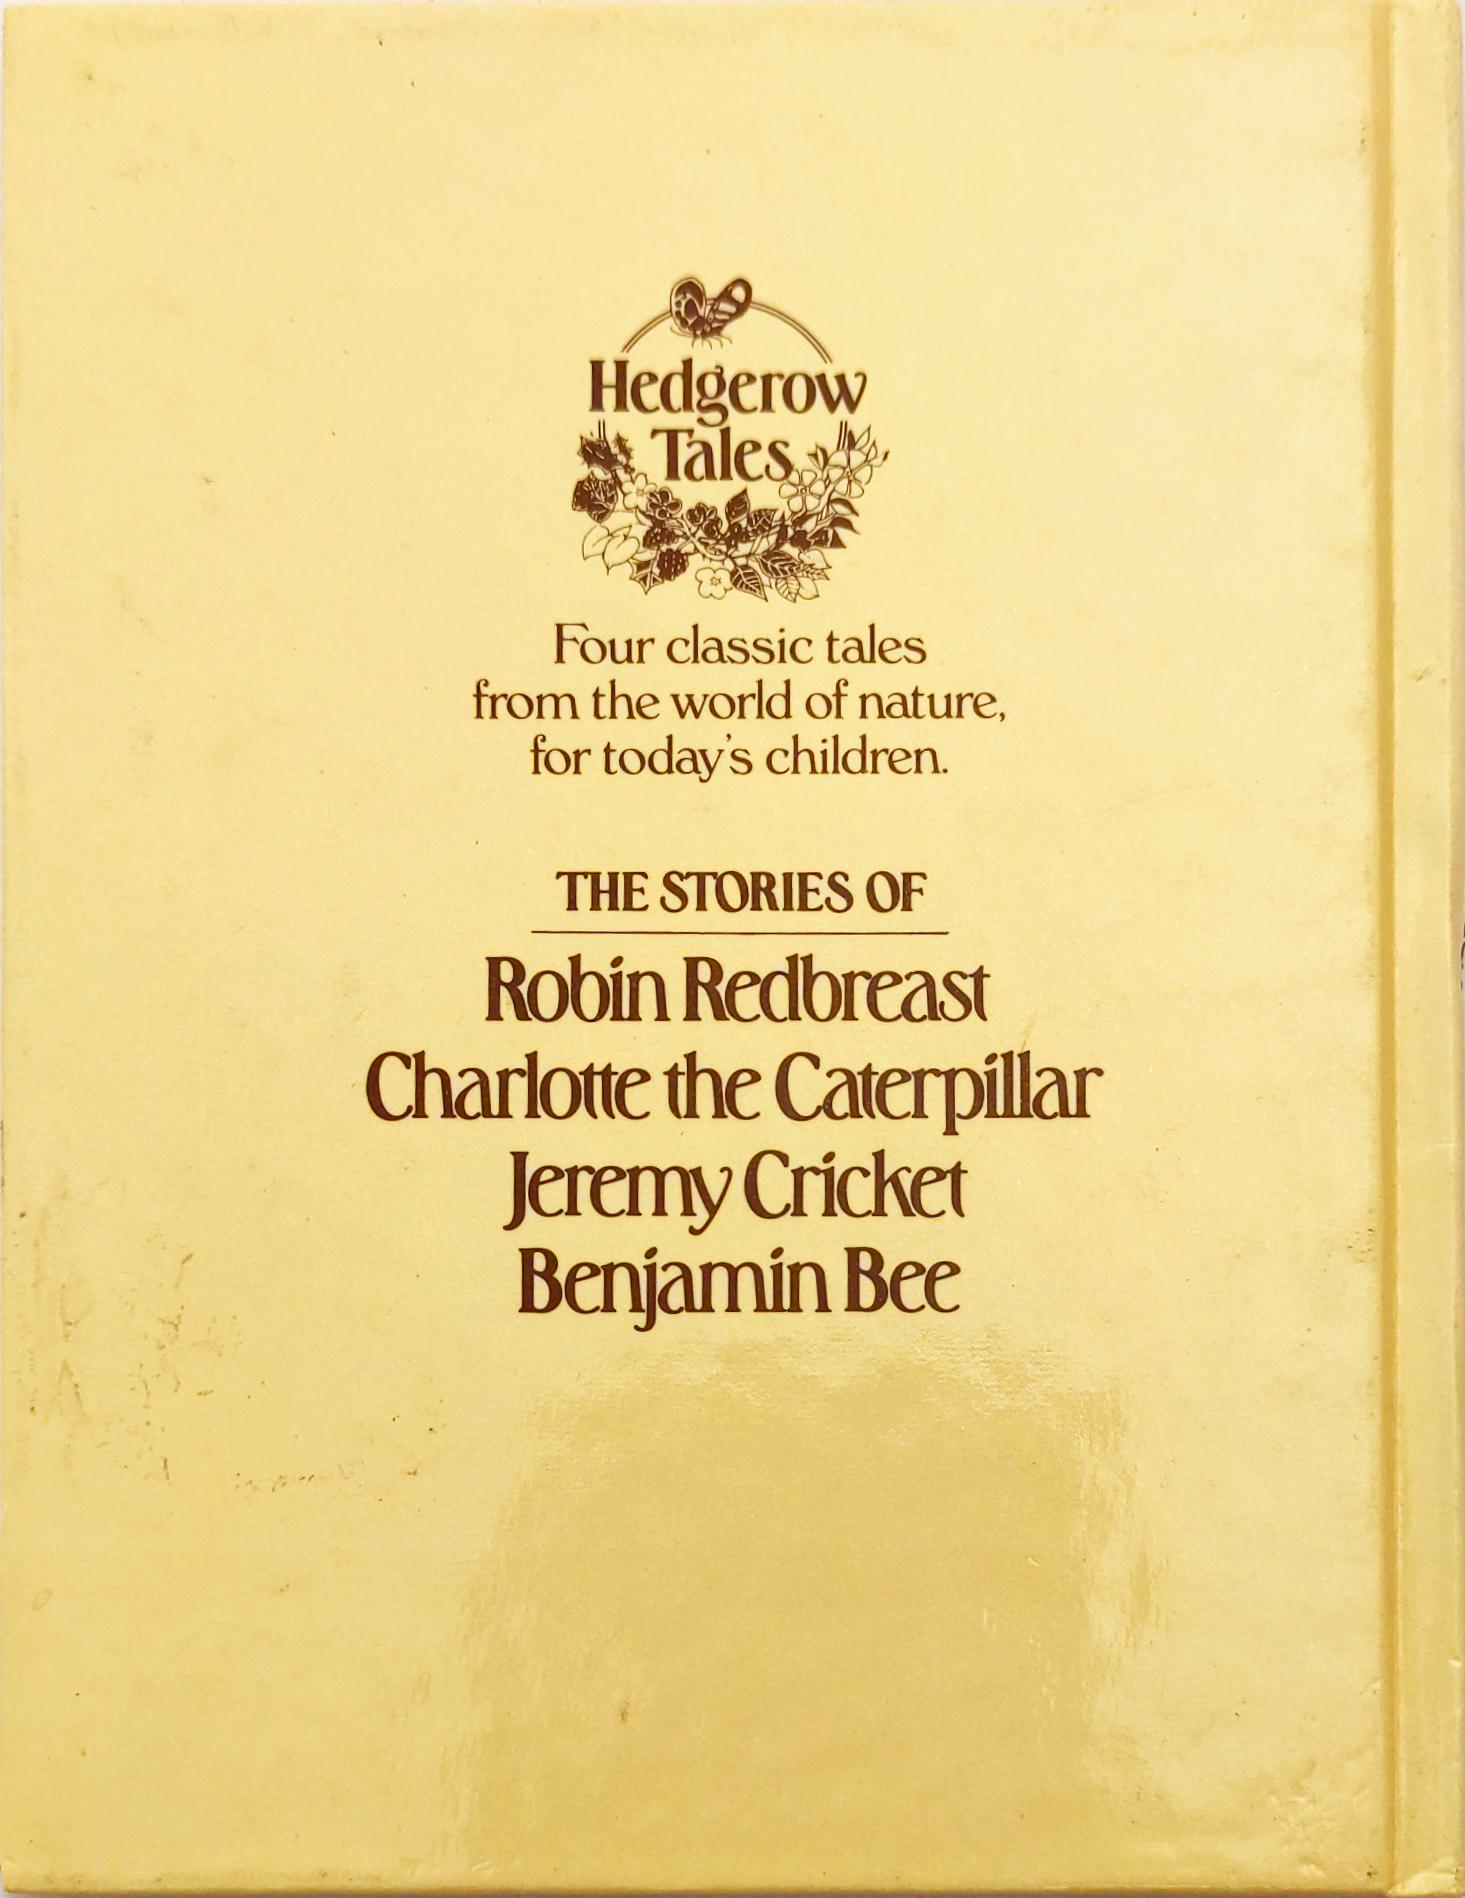 Hedgerow
Tales
Four classic tales
from the world of nature,
for today's children.
THE STORIES OF
Robin Redbreast
Charlotte the Caterpillar
Jeremy Cricket
Benjamin Bee